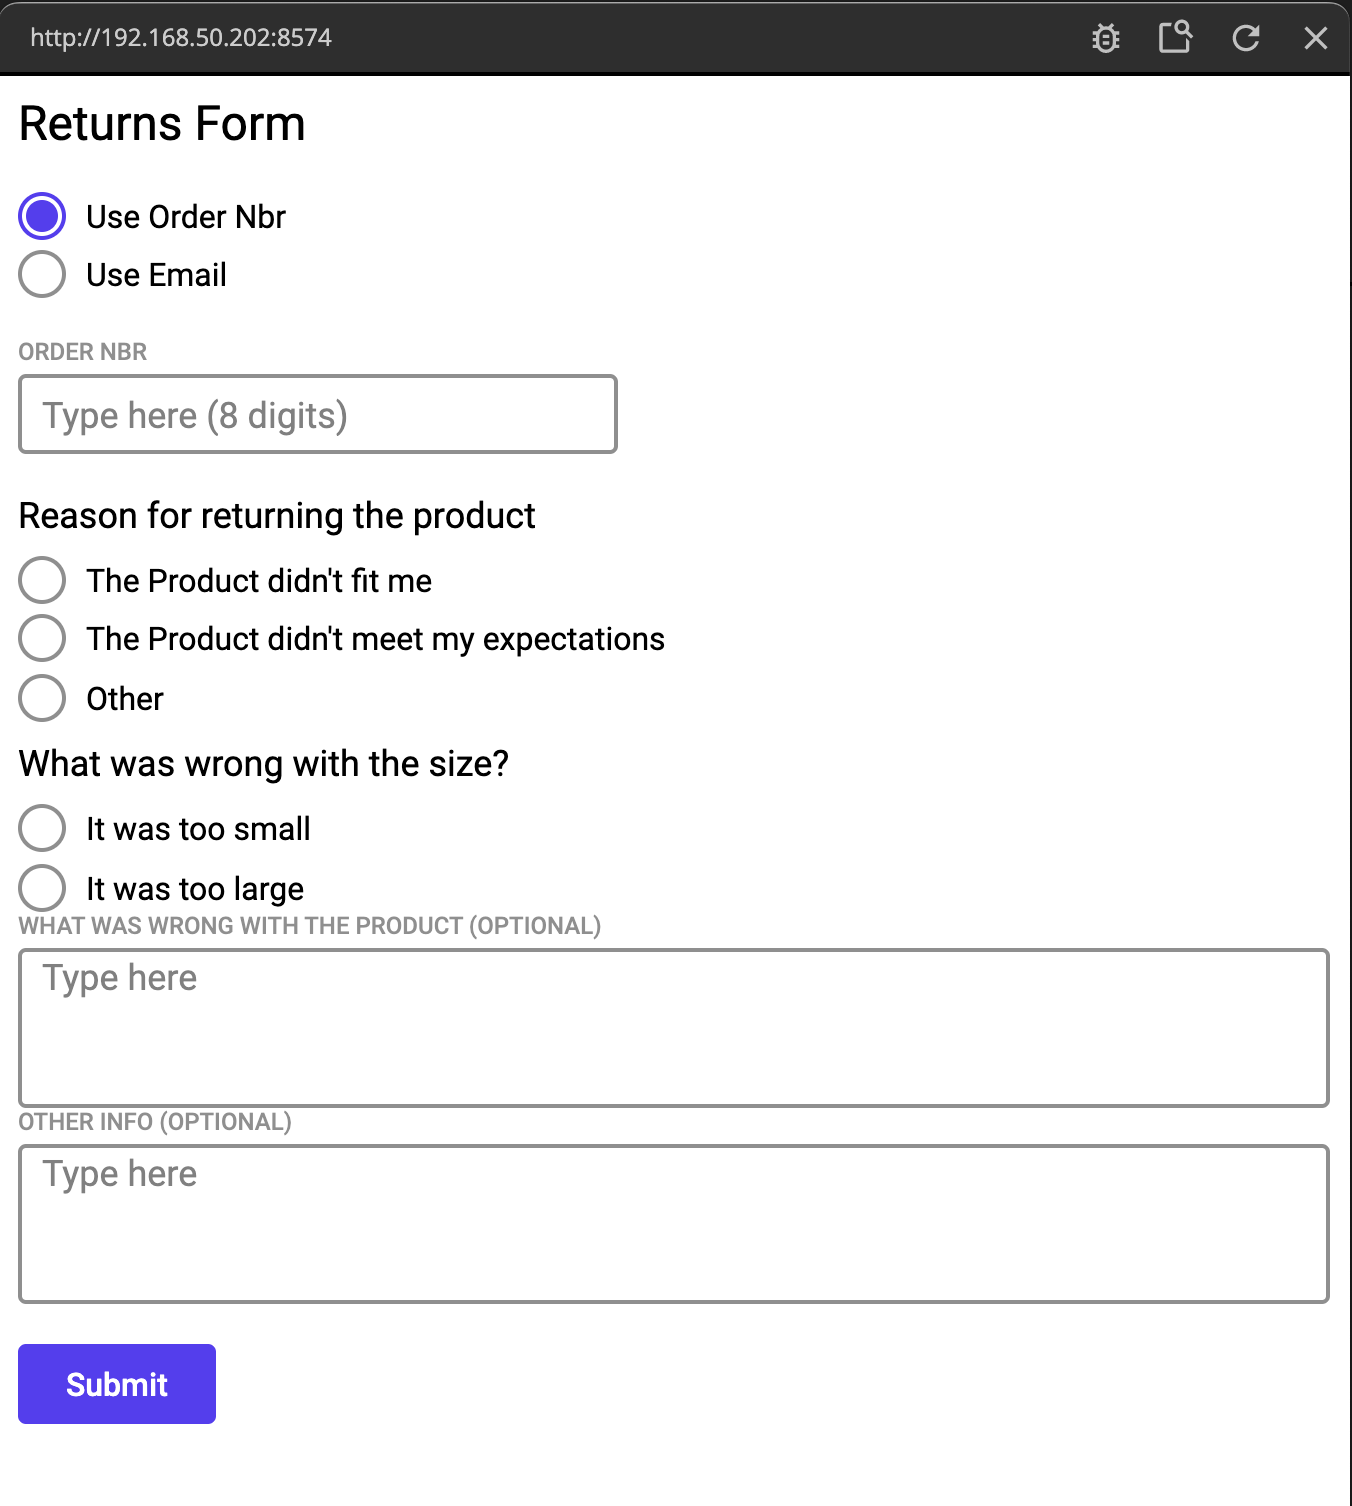 http://192.168.50.202:8574
Returns Form
Use Order Nbr
Use Email
ORDER NBR
Type here (8 digits)
Reason for returning the product
The Product didn't fit me
The Product didn't meet my expectations
Other
What was wrong with the size?
It was too small
It was too large
WHAT WAS WRONG WITH THE PRODUCT (OPTIONAL)
Type here
OTHER INFO (OPTIONAL)
Type here
Submit